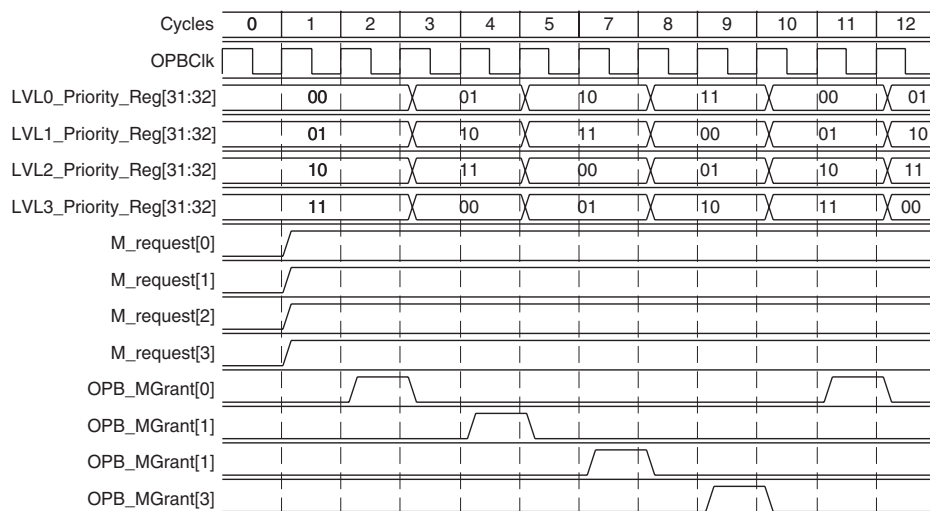 Cycles 0 1 2 3 4 5 7 8 9 10 11 12
OPBClk
LVL0_Priority_Reg[31:32] 00 01 10 11 00 01
LVL1_Priority_Reg[31:32] 01 10 11 00 01 10
LVL2_Priority_Reg[31:32] 10 11 00 01 10 11
LVL3_Priority_Reg[31:32] 11 00 01 10 11 00
M_request[0]
M_request[1]
M_request[2]
M_request[3]
OPB_MGrant[0]
OPB_MGrant[1]
OPB_MGrant[1]
OPB_MGrant[3]